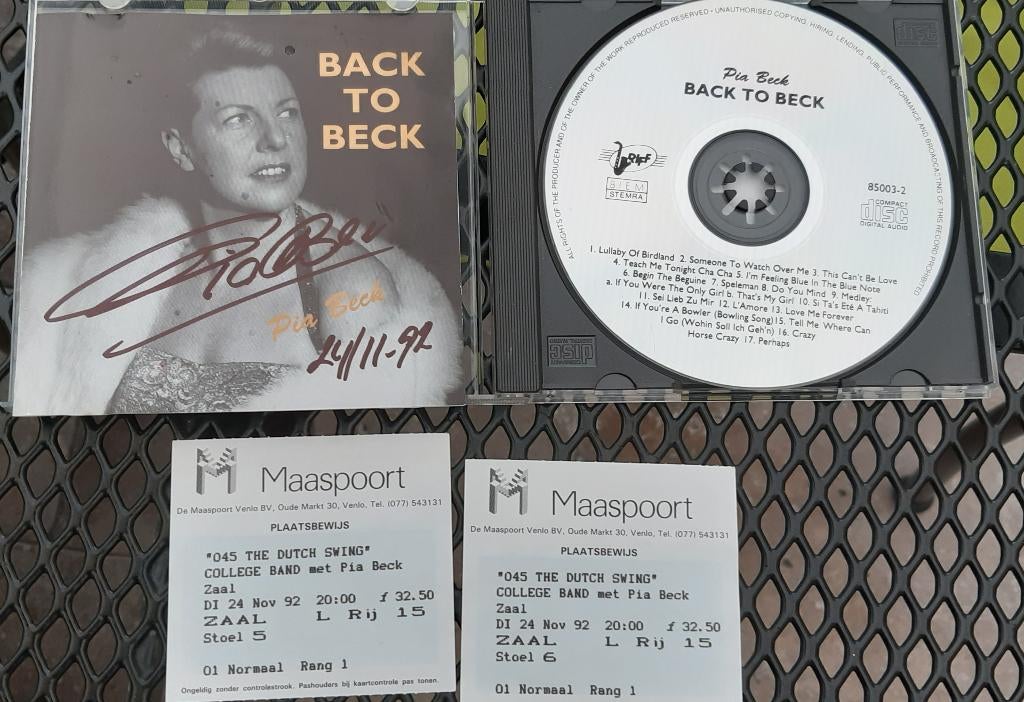 BACK
TO
BECK
Pia Beck
Pia Beck
24/11-92
ALL RIGHTS OF THE PRODUCER AND OF THE OWNER OF THE WORK REPRODUCED RESERVED - UNAUTHORISED COPYING, HIRING, LENDING, PUBLIC PERFORMANCE AND BROADCASTING OF THIS RECORD PROHIBITED
Pia Beck
BACK TO BECK
RIFF
BIEM
STEMRA
85003-2
COMPACT
disc
DIGITAL AUDIO
1. Lullaby Of Birdland 2. Someone To Watch Over Me 3. This Can't Be Love
4. Teach Me Tonight Cha Cha 5. I'm Feeling Blue In The Blue Note
6. Begin The Beguine 7. Speleman 8. Do You Mind 9. Medley:
a. If You Were The Only Girl b. That's My Girl 10. Si Ta's Eté A Tahiti
11. Sei Lieb Zu Mir 12. L'Amore 13. Love Me Forever
14. If You're A Bowler (Bowling Song) 15. Tell Me Where Can
I Go (Wohin Soll Ich Geh'n) 16. Crazy
Horse Crazy 17. Perhaps
COMPACT
disc
DIGITAL AUDIO
Maaspoort
De Maaspoort Venlo BV, Oude Markt 30, Venlo, Tel. (077) 543131
PLAATSBEWIJS
"045 THE DUTCH SWING"
COLLEGE BAND met Pia Beck
Zaal
DI 24 Nov 92 20:00 f 32.50
ZAAL L Rij 15
Stoel 5
01 Normaal Rang 1
Ongeldig zonder controlestrook. Pashouders bij kaartcontrole pas tonen.
Maaspoort
De Maaspoort Venlo BV, Oude Markt 30, Venlo, Tel. (077) 543131
PLAATSBEWIJS
"045 THE DUTCH SWING"
COLLEGE BAND met Pia Beck
Zaal
DI 24 Nov 92 20:00 f 32.50
ZAAL L Rij 15
Stoel 6
01 Normaal Rang 1